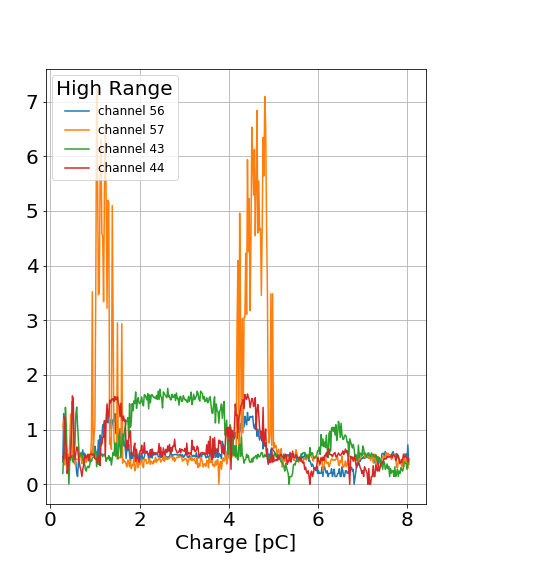 High Range
channel 56
channel 57
channel 43
channel 44
7
6
5
4
3
2
1
0
0 2 4 6 8
Charge [pC]